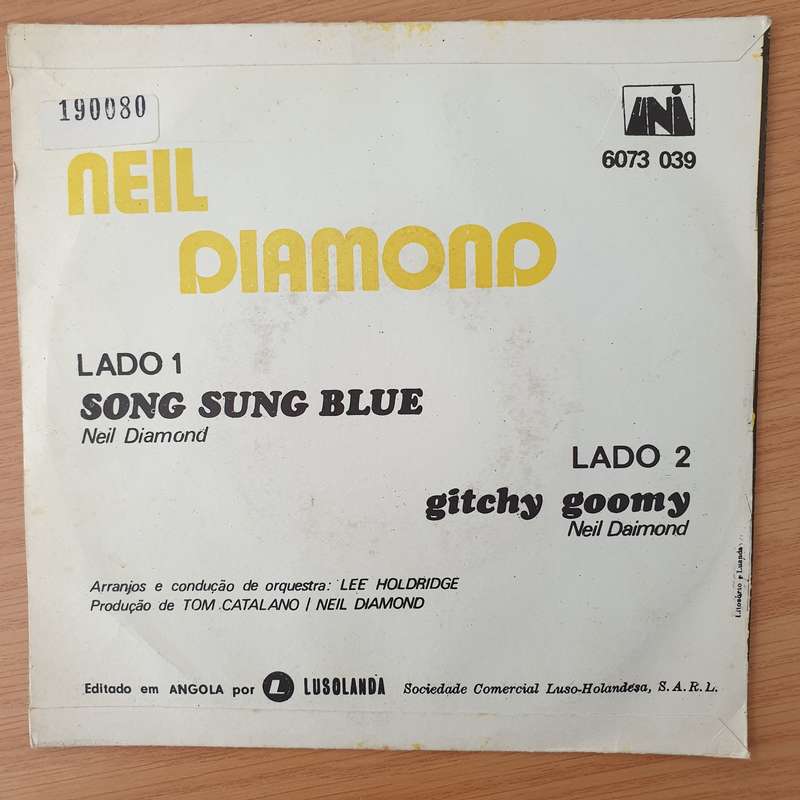 190080
UNi
6073 039
NEIL
DIAMOND
LADO 1
SONG SUNG BLUE
Neil Diamond
LADO 2
gitchy goomy
Neil Daimond
Arranjos e condução de orquestra: LEE HOLDRIDGE
Produção de TOM CATALANO / NEIL DIAMOND
Editado em ANGOLA por L LUSOLANDA Sociedade Comercial Luso-Holandesa, S.A.R.L.
Luanda